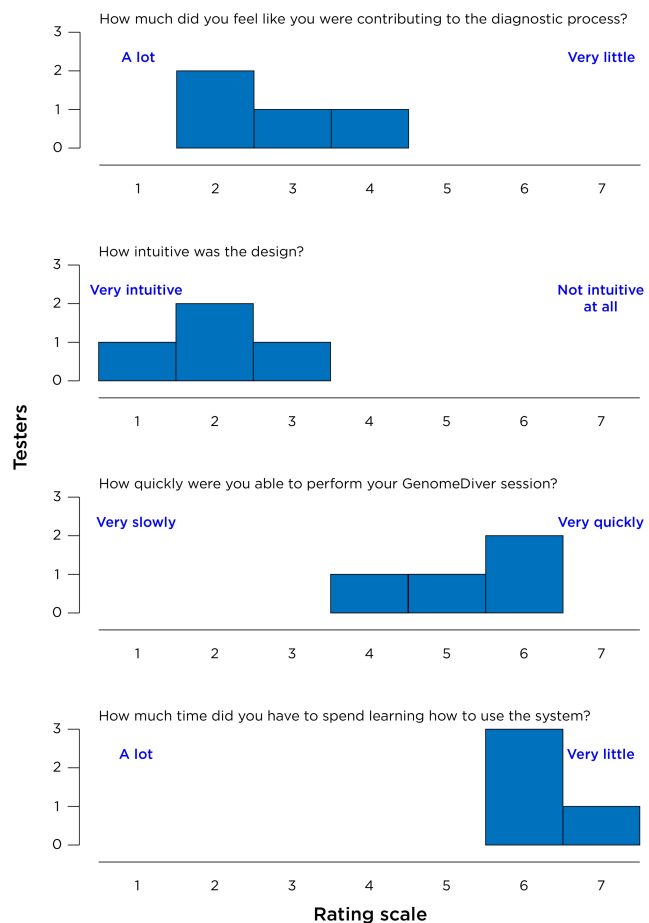 How much did you feel like you were contributing to the diagnostic process?
3
A lot
Very little
2
1
0
1 2 3 4 5 6 7
How intuitive was the design?
3
Very intuitive
Not intuitive
at all
2
1
0
1 2 3 4 5 6 7
Testers
How quickly were you able to perform your GenomeDiver session?
3
Very slowly
Very quickly
2
1
0
1 2 3 4 5 6 7
How much time did you have to spend learning how to use the system?
3
A lot
Very little
2
1
0
1 2 3 4 5 6 7
Rating scale